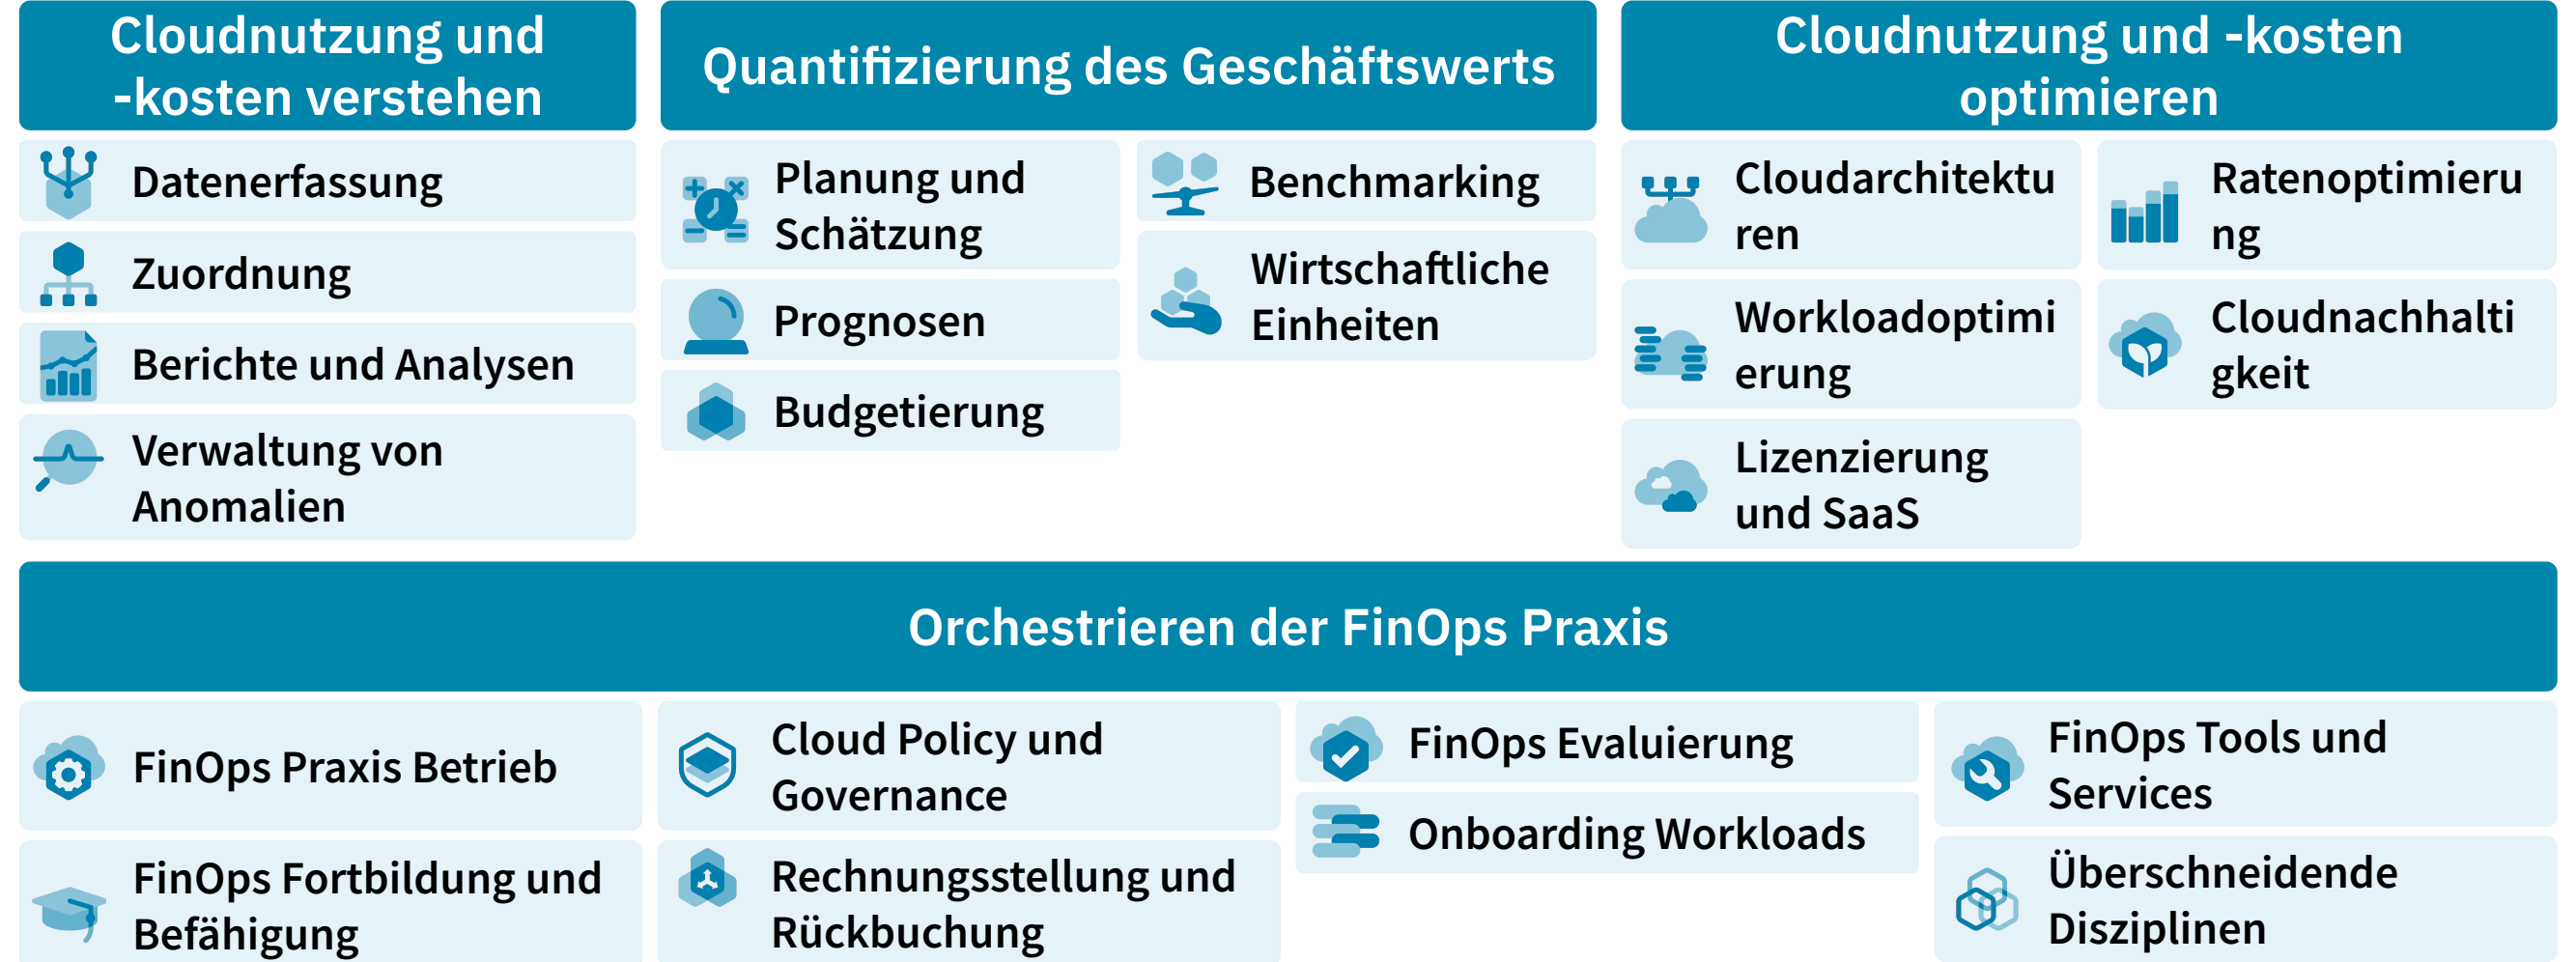 Cloudnutzung und
-kosten verstehen
Datenerfassung
Zuordnung
Berichte und Analysen
Verwaltung von
Anomalien
Quantifizierung des Geschäftswerts
Planung und
Schätzung
Prognosen
Budgetierung
Benchmarking
Wirtschaftliche
Einheiten
Cloudnutzung und -kosten
optimieren
Cloudarchitektu
ren
Workloadoptimi
erung
Lizenzierung
und SaaS
Ratenoptimieru
ng
Cloudnachhalti
gkeit
Orchestrieren der FinOps Praxis
FinOps Praxis Betrieb
FinOps Fortbildung und
Befähigung
Cloud Policy und
Governance
Rechnungsstellung und
Rückbuchung
FinOps Evaluierung
Onboarding Workloads
FinOps Tools und
Services
Überschneidende
Disziplinen